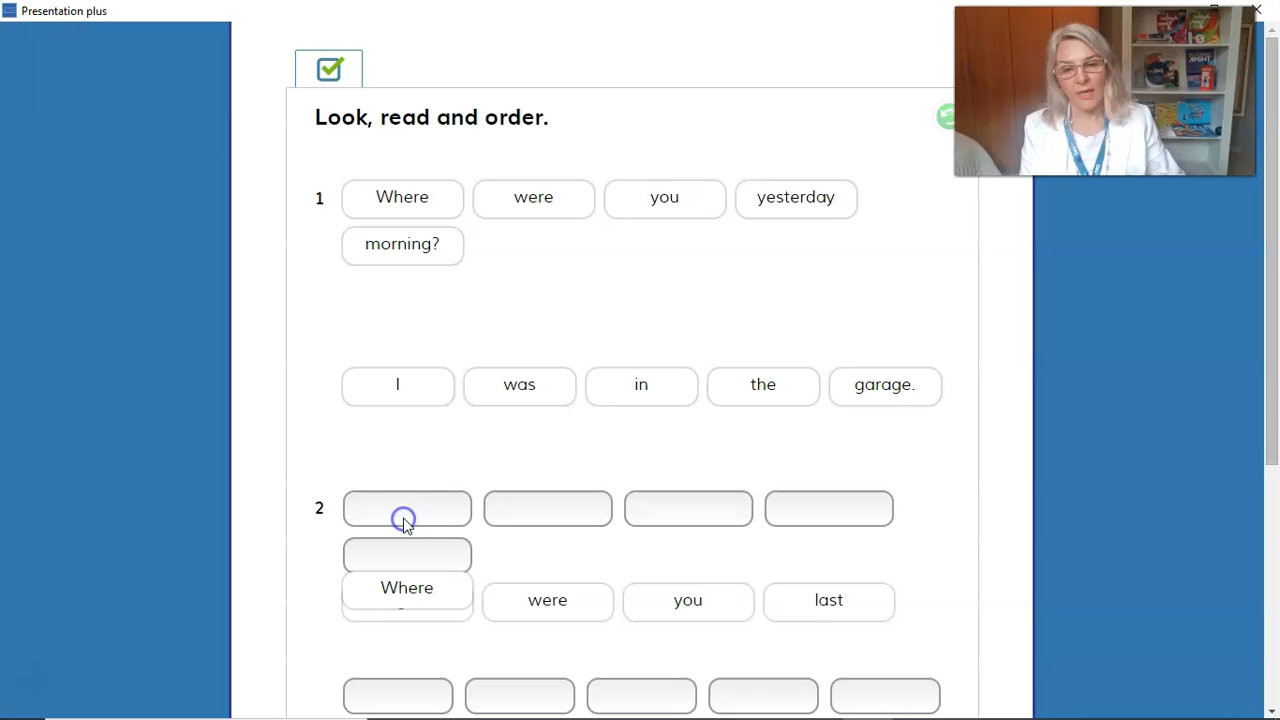 Presentation plus
Look, read and order.
1 Where were you yesterday
morning?
I was in the garage.
2
Where
were you last